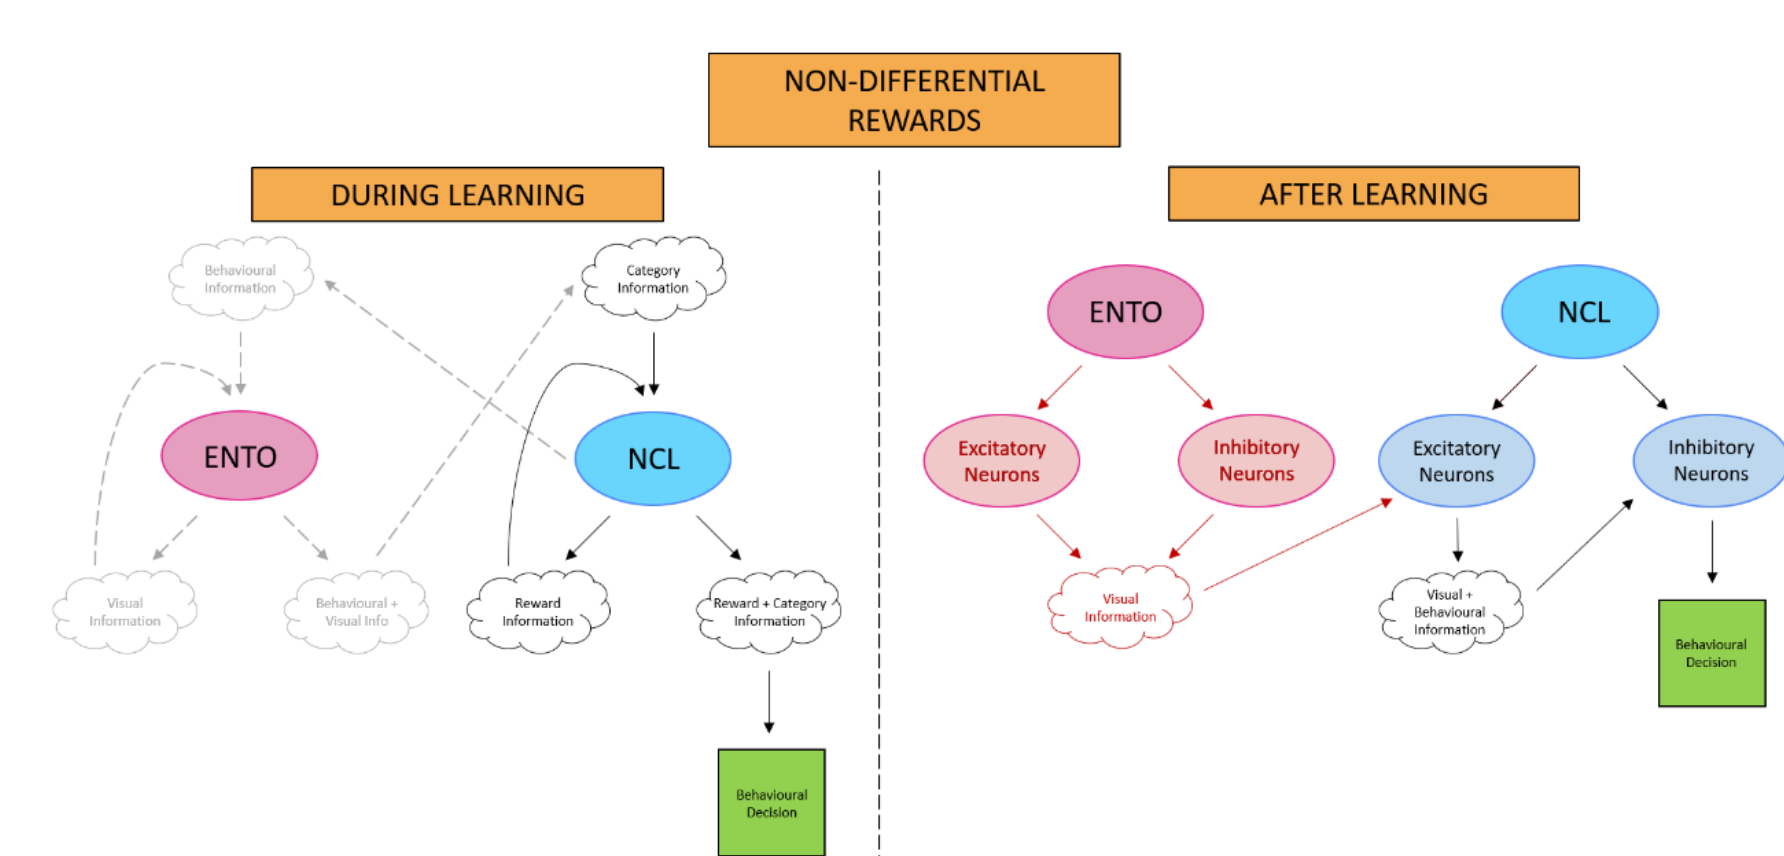 NON-DIFFERENTIAL
REWARDS
DURING LEARNING
Behavioural
Information
Category
Information
ENTO
NCL
Visual
Information
Behavioural +
Visual Info
Reward
Information
Reward + Category
Information
Behavioural
Decision
AFTER LEARNING
ENTO
NCL
Excitatory
Neurons
Inhibitory
Neurons
Excitatory
Neurons
Inhibitory
Neurons
Visual
Information
Visual +
Behavioural
Information
Behavioural
Decision